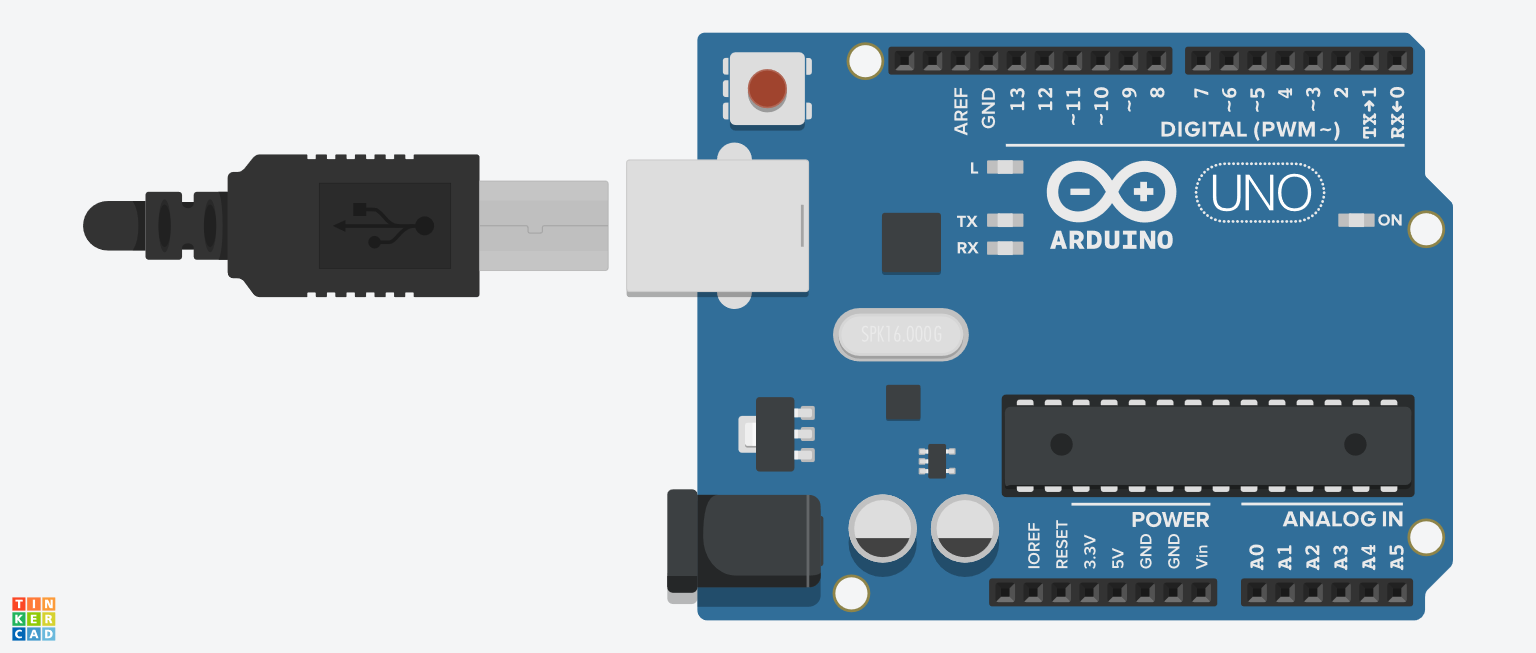 AREF
GND
13
12
~11
~10
~9
8
7
~6
~5
4
~3
2
TX→1
RX←0
DIGITAL (PWM~)
L
TX
RX
ARDUINO
UNO
ON
SPK16.000G
POWER
ANALOG IN
IOREF
RESET
3.3V
5V
GND
GND
Vin
A0
A1
A2
A3
A4
A5
TIN
KER
CAD